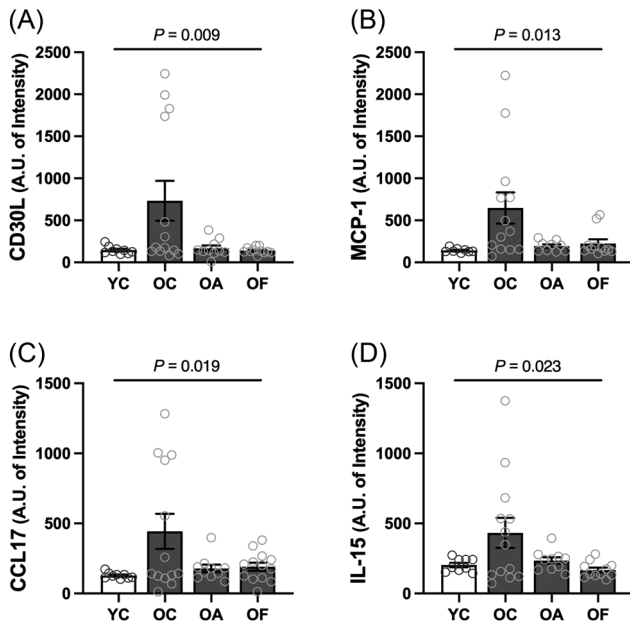 (A)
P = 0.009
CD30L (A.U. of Intensity)
2500
2000
1500
1000
500
0
YC OC OA OF
(B)
P = 0.013
MCP-1 (A.U. of Intensity)
2500
2000
1500
1000
500
0
YC OC OA OF
(C)
P = 0.019
CCL17 (A.U. of Intensity)
1500
1000
500
0
YC OC OA OF
(D)
P = 0.023
IL-15 (A.U. of Intensity)
1500
1000
500
0
YC OC OA OF